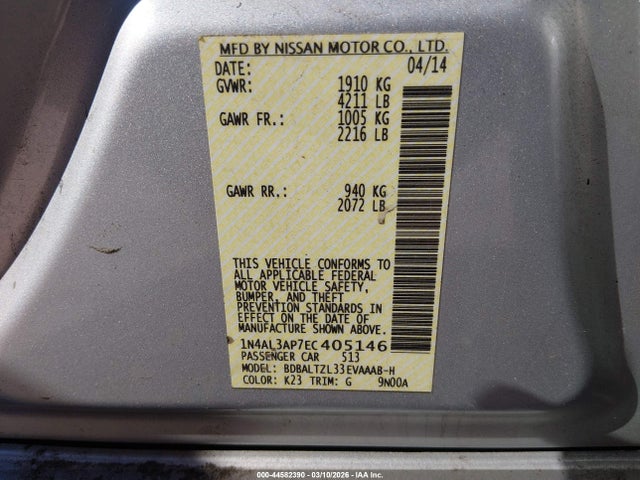 MFD BY NISSAN MOTOR CO., LTD.
DATE: 04/14
GVWR: 1910 KG
4211 LB
GAWR FR.: 1005 KG
2216 LB
GAWR RR.: 940 KG
2072 LB
THIS VEHICLE CONFORMS TO
ALL APPLICABLE FEDERAL
MOTOR VEHICLE SAFETY,
BUMPER, AND THEFT
PREVENTION STANDARDS IN
EFFECT ON THE DATE OF
MANUFACTURE SHOWN ABOVE.
1N4AL3AP7EC405146
PASSENGER CAR 513
MODEL: BDBALTZL33EVAAAB-H
COLOR: K23 TRIM: G 9N00A
000-44582390 - 03/10/2026 - IAA Inc.